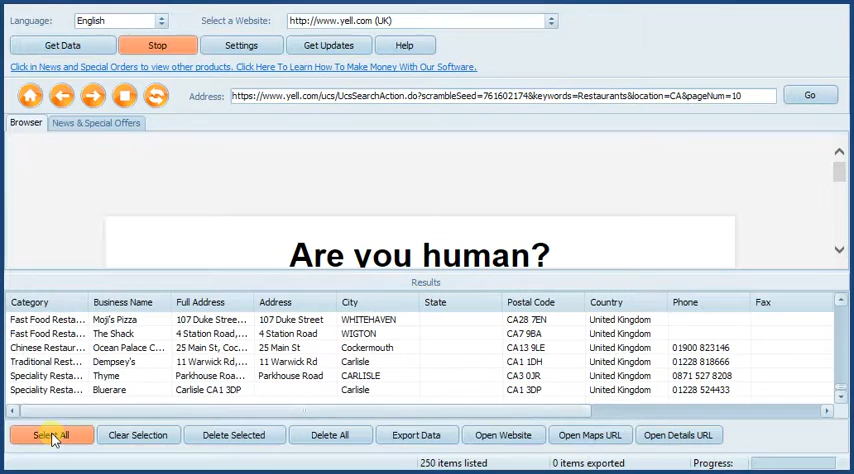 Language: English Select a Website: http://www.yell.com (UK)
Get Data Stop Settings Get Updates Help
Click in News and Special Orders to view other products. Click Here To Learn How To Make Money With Our Software.
Address: https://www.yell.com/ucs/UcsSearchAction.do?scrambleSeed=761602174&keywords=Restaurants&location=CA&pageNum=10 Go
Browser News & Special Offers
Are you human?
Results
Category Business Name Full Address Address City State Postal Code Country Phone Fax
Fast Food Resta... Moji's Pizza 107 Duke Stree... 107 Duke Street WHITEHAVEN CA28 7EN United Kingdom
Fast Food Resta... The Shack 4 Station Road,... 4 Station Road WIGTON CA7 9BA United Kingdom
Chinese Restaur... Ocean Palace C... 25 Main St, Coc... 25 Main St Cockermouth CA13 9LE United Kingdom 01900 823146
Traditional Rest... Dempsey's 11 Warwick Rd,... 11 Warwick Rd Carlisle CA1 1DH United Kingdom 01228 818666
Speciality Resta... Thyme Parkhouse Road... Parkhouse Road... CARLISLE CA3 0JR United Kingdom 0871 527 8208
Speciality Resta... Bluerare Carlisle CA1 3DP Carlisle CA1 3DP United Kingdom 01228 524433
Select All Clear Selection Delete Selected Delete All Export Data Open Website Open Maps URL Open Details URL
250 items listed 0 items exported Progress: